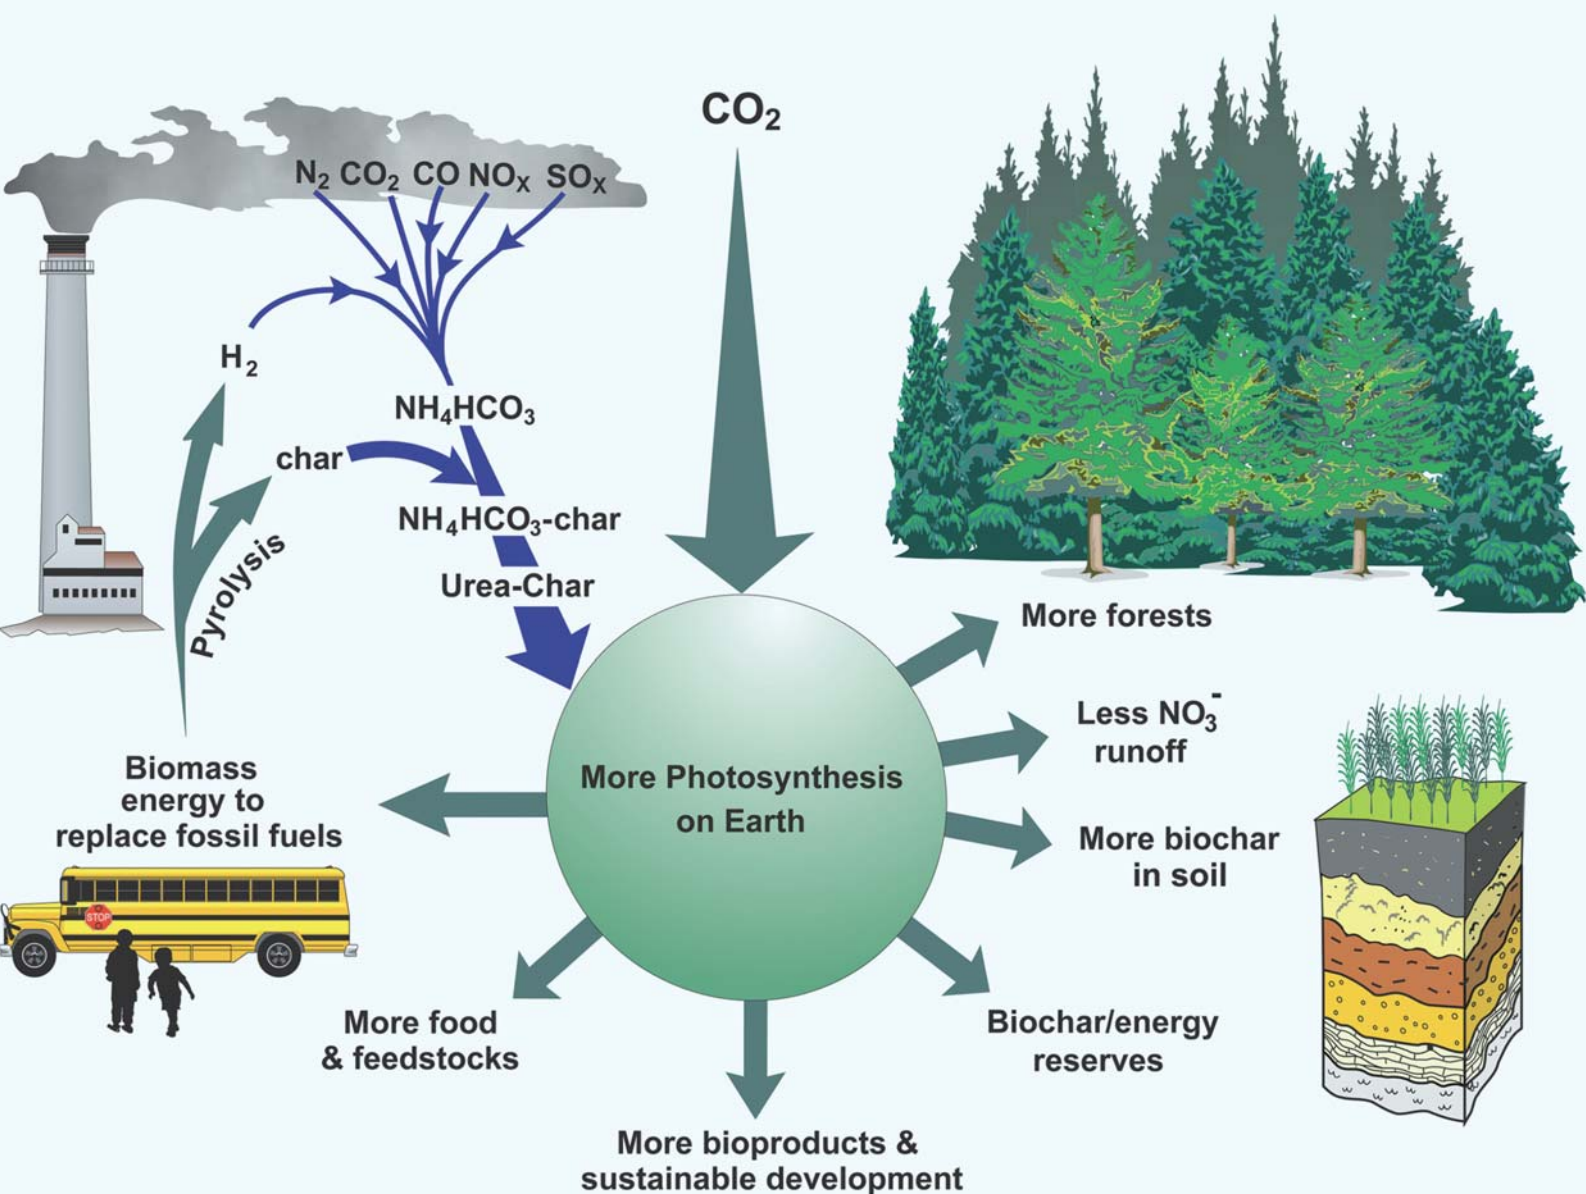 CO₂
N₂ CO₂ CO NOₓ SOₓ
H₂
NH₄HCO₃
char
NH₄HCO₃-char
Pyrolysis
Urea-Char
More forests
Less NO₃⁻
runoff
More Photosynthesis
on Earth
Biomass
energy to
replace fossil fuels
More biochar
in soil
STOP
More food
& feedstocks
Biochar/energy
reserves
More bioproducts &
sustainable development